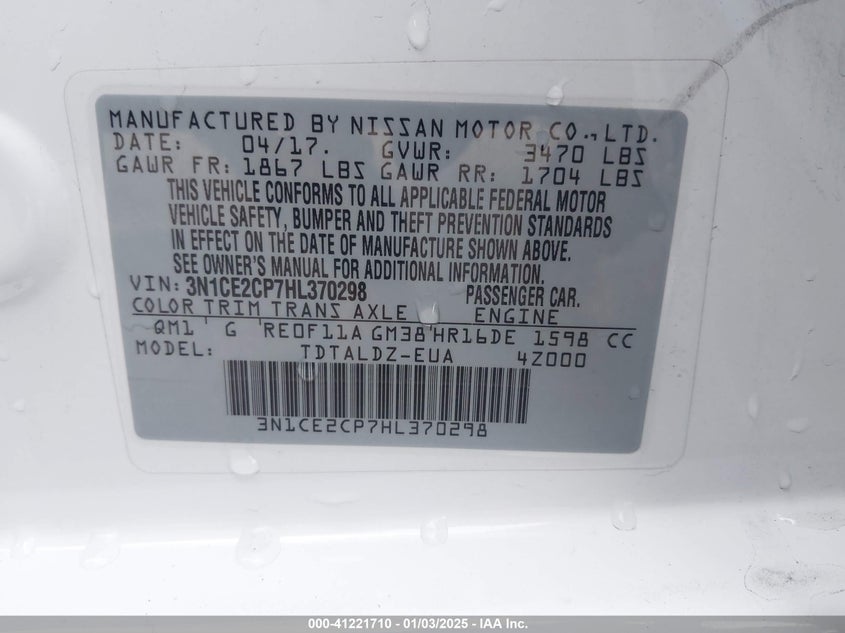 MANUFACTURED BY NISSAN MOTOR CO.,LTD.
DATE: 04/17. GVWR: 3470 LBS
GAWR FR: 1867 LBS GAWR RR: 1704 LBS
THIS VEHICLE CONFORMS TO ALL APPLICABLE FEDERAL MOTOR
VEHICLE SAFETY, BUMPER AND THEFT PREVENTION STANDARDS
IN EFFECT ON THE DATE OF MANUFACTURE SHOWN ABOVE.
SEE OWNER'S MANUAL FOR ADDITIONAL INFORMATION.
VIN: 3N1CE2CP7HL370298 PASSENGER CAR.
COLOR TRIM TRANS AXLE ENGINE
QM1 G RE0F11A GM38 HR16DE 1598 CC
MODEL: TDTALDZ-EUA 4Z000
3N1CE2CP7HL370298
000-41221710 - 01/03/2025 - IAA Inc.